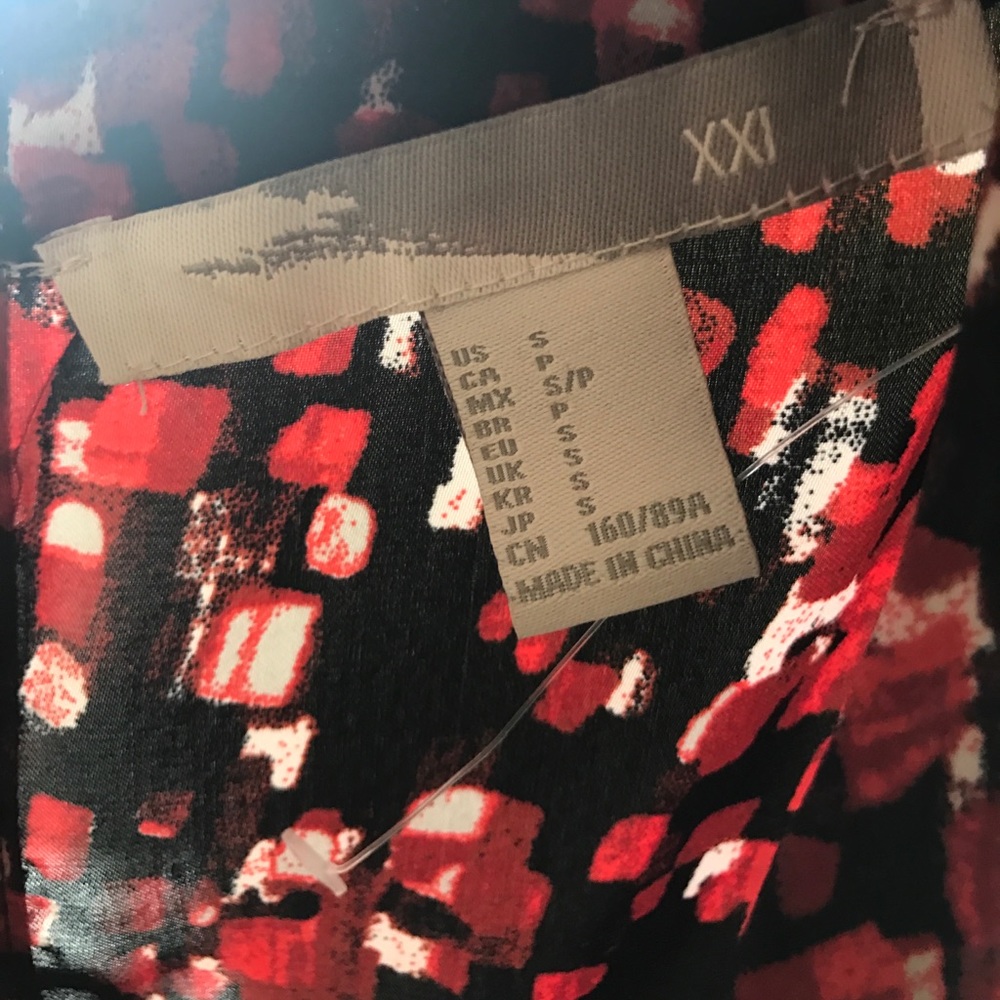 XXI
US S
CA P
MX S/P
BR P
EU S
UK S
KR S
JP S
CN 160/89A
MADE IN CHINA